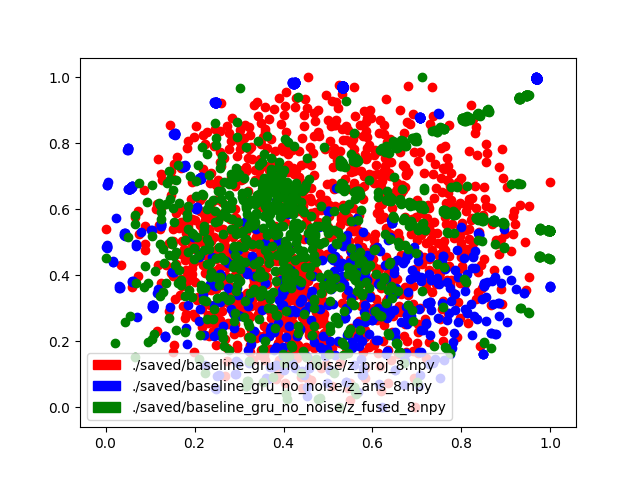 1.0
0.8
0.6
0.4
0.2
0.0
./saved/baseline_gru_no_noise/z_proj_8.npy
./saved/baseline_gru_no_noise/z_ans_8.npy
./saved/baseline_gru_no_noise/z_fused_8.npy
0.0 0.2 0.4 0.6 0.8 1.0